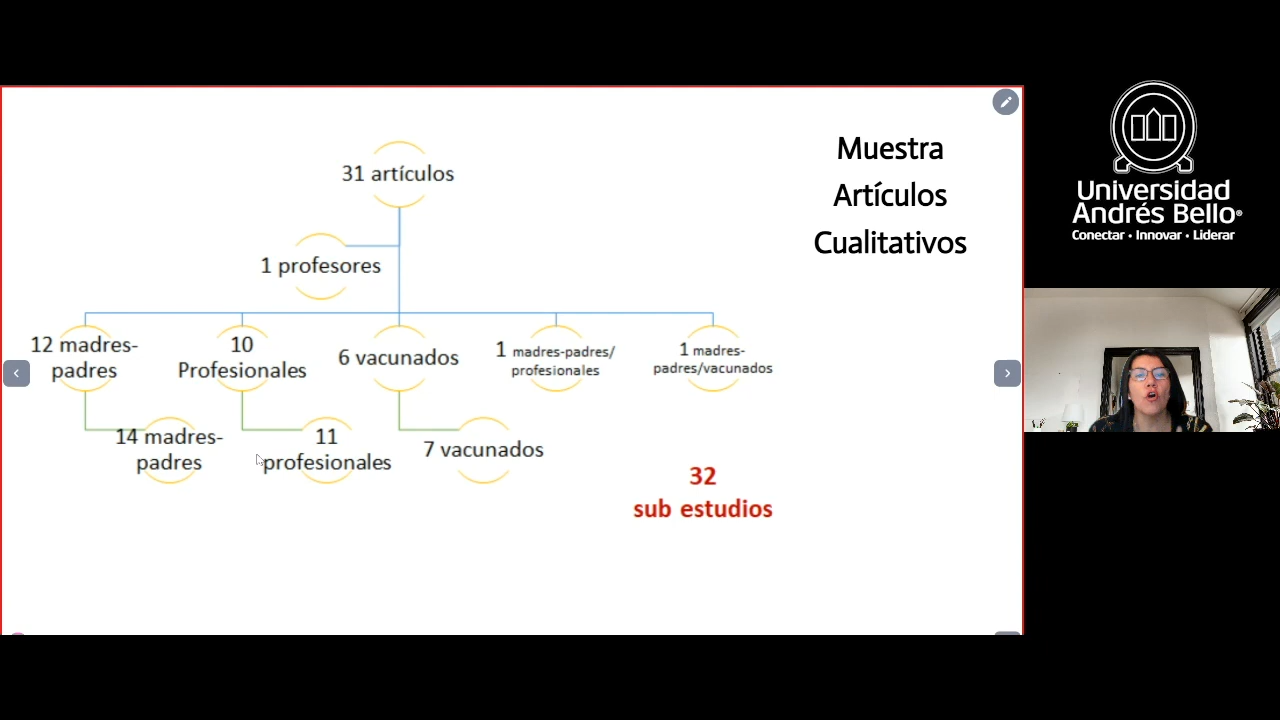 Muestra
Artículos
Cualitativos
31 artículos
1 profesores
12 madres-
padres
10
Profesionales
6 vacunados
1 madres-padres/
profesionales
1 madres-
padres/vacunados
14 madres-
padres
11
profesionales
7 vacunados
32
sub estudios
Universidad
Andrés Bello®
Conectar • Innovar • Liderar